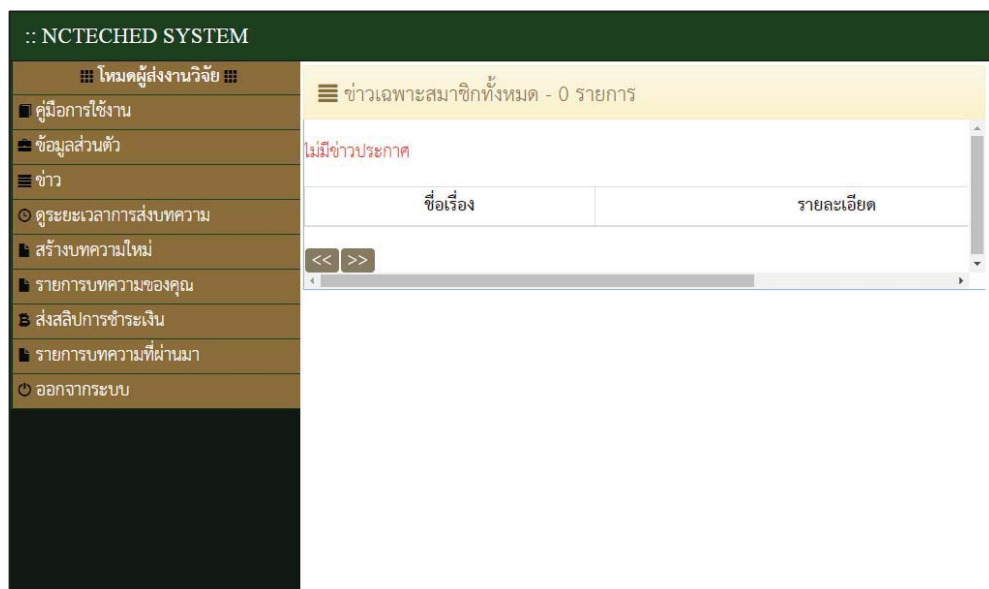 :: NCTECHED SYSTEM
โหมดผู้ส่งงานวิจัย
คู่มือการใช้งาน
ข้อมูลส่วนตัว
ข่าว
ดูระยะเวลาการส่งบทความ
สร้างบทความใหม่
รายการบทความของคุณ
ส่งสลิปการชำระเงิน
รายการบทความที่ผ่านมา
ออกจากระบบ
ข่าวเฉพาะสมาชิกทั้งหมด - 0 รายการ
ไม่มีข่าวประกาศ
ชื่อเรื่อง รายละเอียด
<< >>